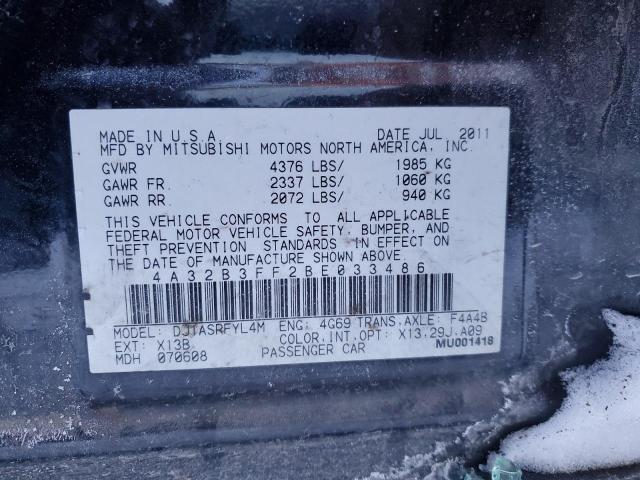 MADE IN U.S.A. DATE JUL 2011
MFD BY MITSUBISHI MOTORS NORTH AMERICA, INC.
GVWR 4376 LBS/ 1985 KG
GAWR FR. 2337 LBS/ 1060 KG
GAWR RR. 2072 LBS/ 940 KG
THIS VEHICLE CONFORMS TO ALL APPLICABLE
FEDERAL MOTOR VEHICLE SAFETY, BUMPER, AND
THEFT PREVENTION STANDARDS IN EFFECT ON
THE DATE OF MANUFACTURE SHOWN ABOVE.
4A32B3FF2BE033486
MODEL: DJTASRFYL4M ENG: 4G69 TRANS,AXLE: F4A4B
EXT: X13B COLOR,INT,OPT: X13,29J,A09
MDH 070608 PASSENGER CAR MU001418